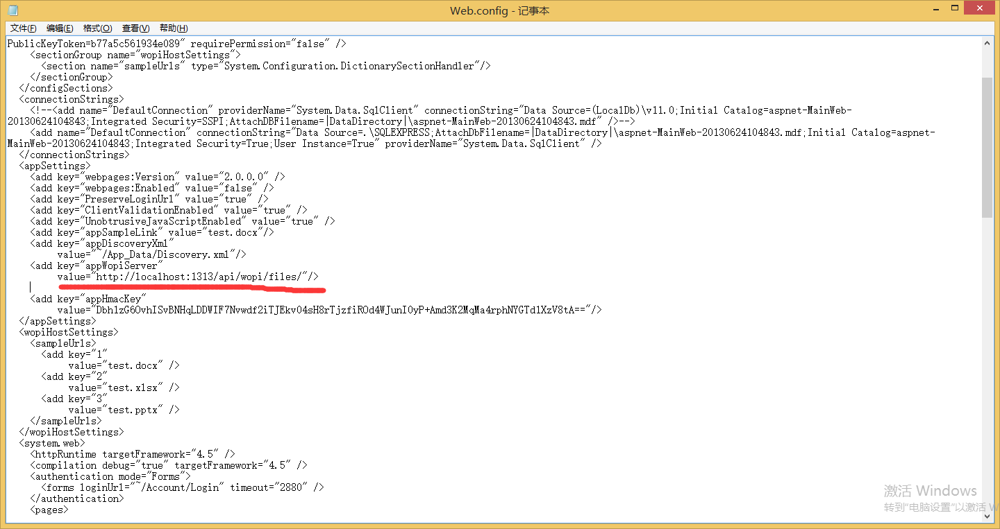 Web.config - 记事本
文件(F) 编辑(E) 格式(O) 查看(V) 帮助(H)
PublicKeyToken=b77a5c561934e089" requirePermission="false" />
<sectionGroup name="wopiHostSettings">
<section name="sampleUrls" type="System.Configuration.DictionarySectionHandler"/>
</sectionGroup>
</configSections>
<connectionStrings>
<!--<add name="DefaultConnection" providerName="System.Data.SqlClient" connectionString="Data Source=(LocalDb)\v11.0;Initial Catalog=aspnet-MainWeb-
20130624104843;Integrated Security=SSPI;AttachDBFilename=|DataDirectory|\aspnet-MainWeb-20130624104843.mdf" />-->
<add name="DefaultConnection" connectionString="Data Source=.\SQLEXPRESS;AttachDbFilename=|DataDirectory|\aspnet-MainWeb-20130624104843.mdf;Initial Catalog=aspnet-
MainWeb-20130624104843;Integrated Security=True;User Instance=True" providerName="System.Data.SqlClient" />
</connectionStrings>
<appSettings>
<add key="webpages:Version" value="2.0.0.0" />
<add key="webpages:Enabled" value="false" />
<add key="PreserveLoginUrl" value="true" />
<add key="ClientValidationEnabled" value="true" />
<add key="UnobtrusiveJavaScriptEnabled" value="true" />
<add key="appSampleLink" value="test.docx"/>
<add key="appDiscoveryXml"
value="~/App_Data/Discovery.xml"/>
<add key="appWopiServer"
value="http://localhost:1313/api/wopi/files/"/>
<add key="appHmacKey"
value="Dbh1zG6OvhISvBNHqLDDWIF7Nvwdf2iTJEkv04sH8rTjzfiROd4WJunI0yP+Amd3K2MqMa4rphNYGTd1XzV8tA=="/>
</appSettings>
<wopiHostSettings>
<sampleUrls>
<add key="1"
value="test.docx" />
<add key="2"
value="test.xlsx" />
<add key="3"
value="test.pptx" />
</sampleUrls>
</wopiHostSettings>
<system.web>
<httpRuntime targetFramework="4.5" />
<compilation debug="true" targetFramework="4.5" />
<authentication mode="Forms">
<forms loginUrl="~/Account/Login" timeout="2880" />
</authentication>
<pages>
激活 Windows
转到"电脑设置"以激活 W